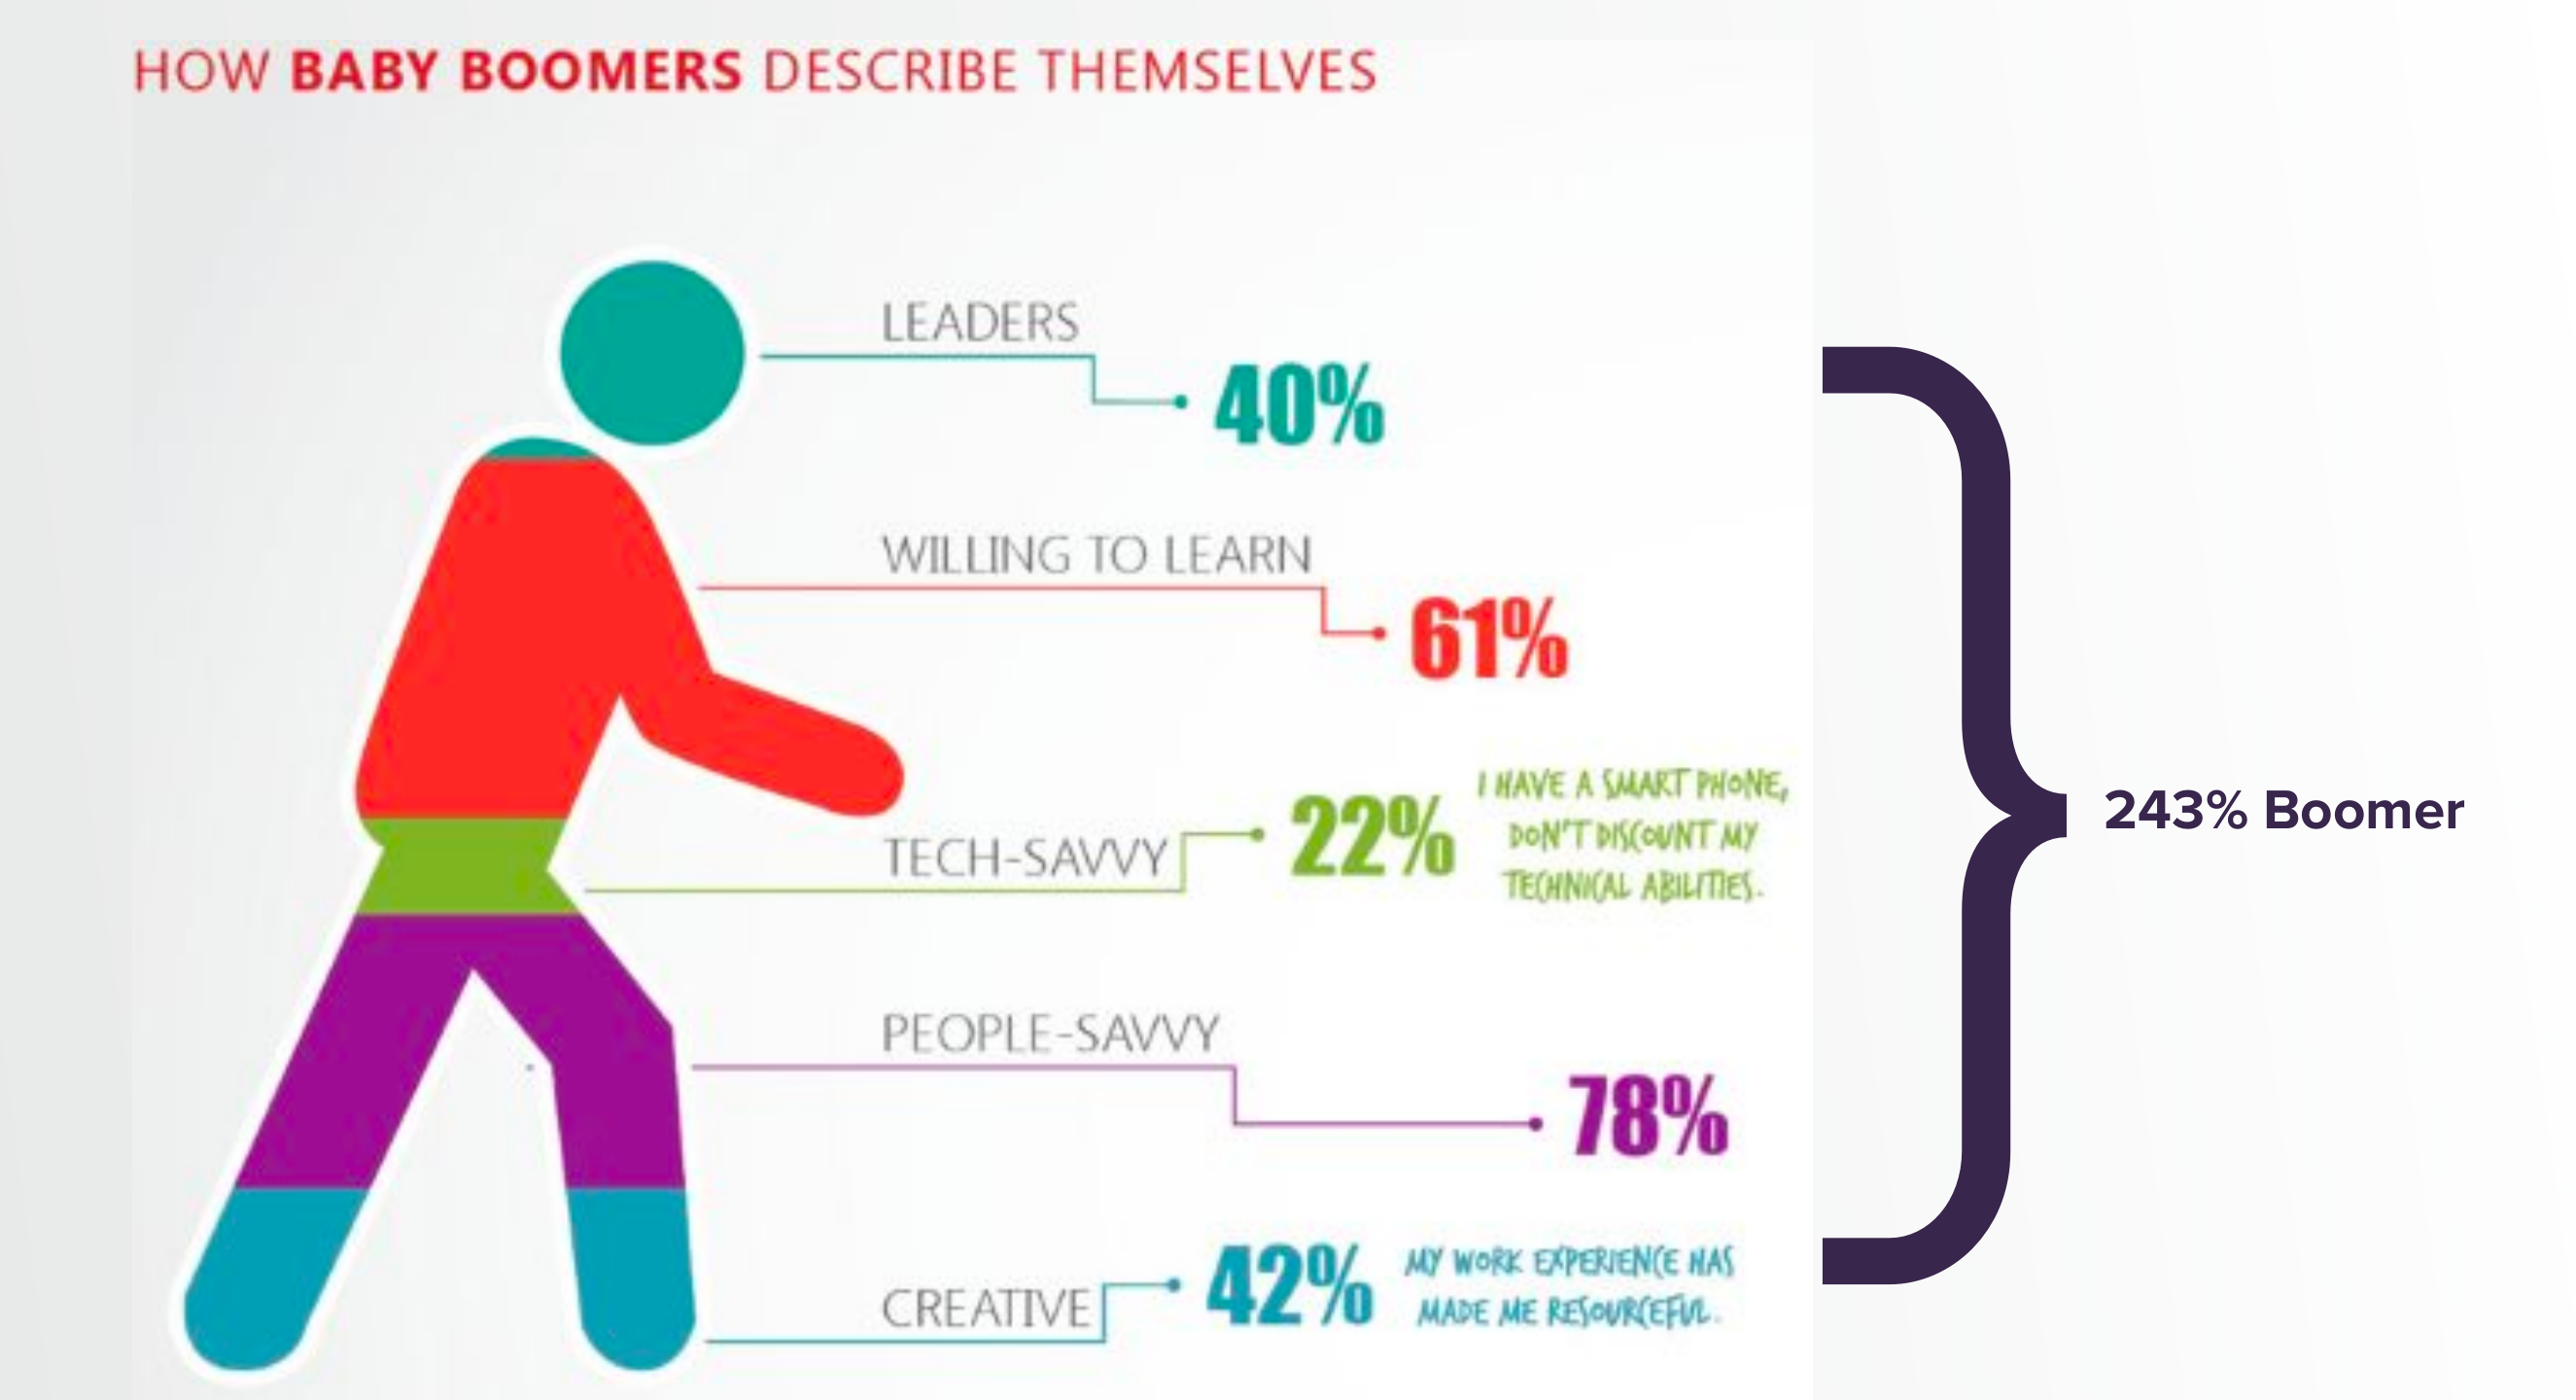 HOW BABY BOOMERS DESCRIBE THEMSELVES
LEADERS
40%
WILLING TO LEARN
61%
TECH-SAVVY
22%
I HAVE A SMART PHONE,
DON'T DISCOUNT MY
TECHNICAL ABILITIES.
PEOPLE-SAVVY
78%
CREATIVE
42%
MY WORK EXPERIENCE HAS
MADE ME RESOURCEFUL.
243% Boomer